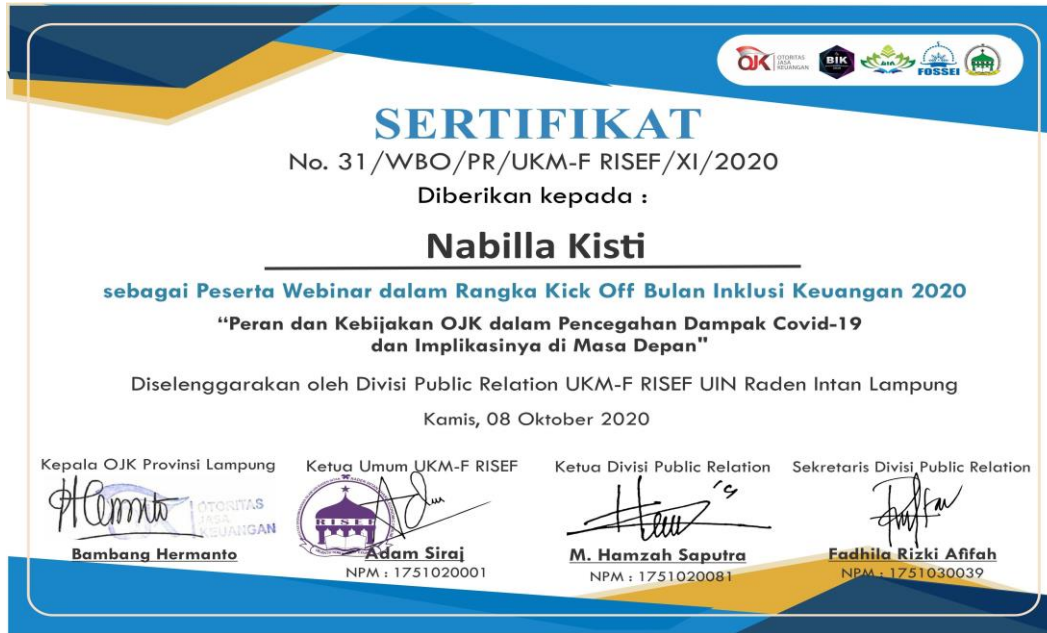 OJK OTORITAS JASA KEUANGAN BIK FOSSEI
SERTIFIKAT
No. 31/WBO/PR/UKM-F RISEF/XI/2020
Diberikan kepada :
Nabilla Kisti
sebagai Peserta Webinar dalam Rangka Kick Off Bulan Inklusi Keuangan 2020
“Peran dan Kebijakan OJK dalam Pencegahan Dampak Covid-19
dan Implikasinya di Masa Depan"
Diselenggarakan oleh Divisi Public Relation UKM-F RISEF UIN Raden Intan Lampung
Kamis, 08 Oktober 2020
Kepala OJK Provinsi Lampung Ketua Umum UKM-F RISEF Ketua Divisi Public Relation Sekretaris Divisi Public Relation
OTORITAS
JASA
KEUANGAN
RISEF
Bambang Hermanto Adam Siraj M. Hamzah Saputra Fadhila Rizki Afifah
NPM : 1751020001 NPM : 1751020081 NPM : 1751030039